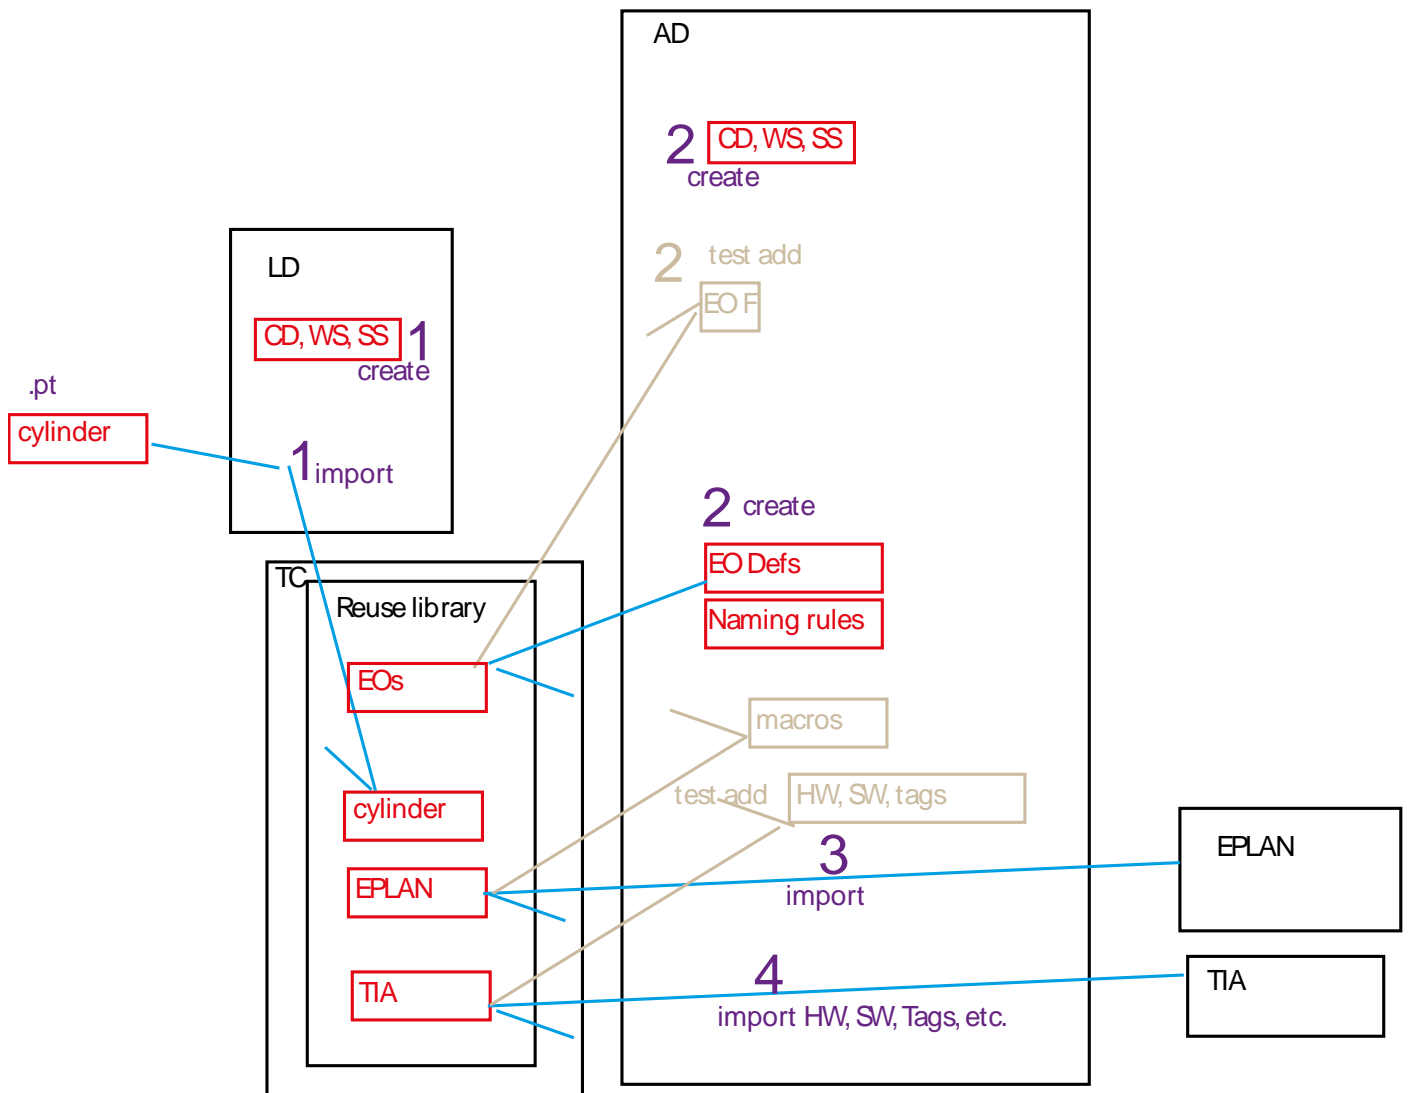 AD
2 CD, WS, SS
create
2 test add
EO F
LD
CD, WS, SS 1
create
.pt
cylinder
1 import
2 create
EO Defs
Naming rules
TC
Reuse library
EOs
cylinder
EPLAN
TIA
macros
test add HW, SW, tags
3
import
EPLAN
4
import HW, SW, Tags, etc.
TIA